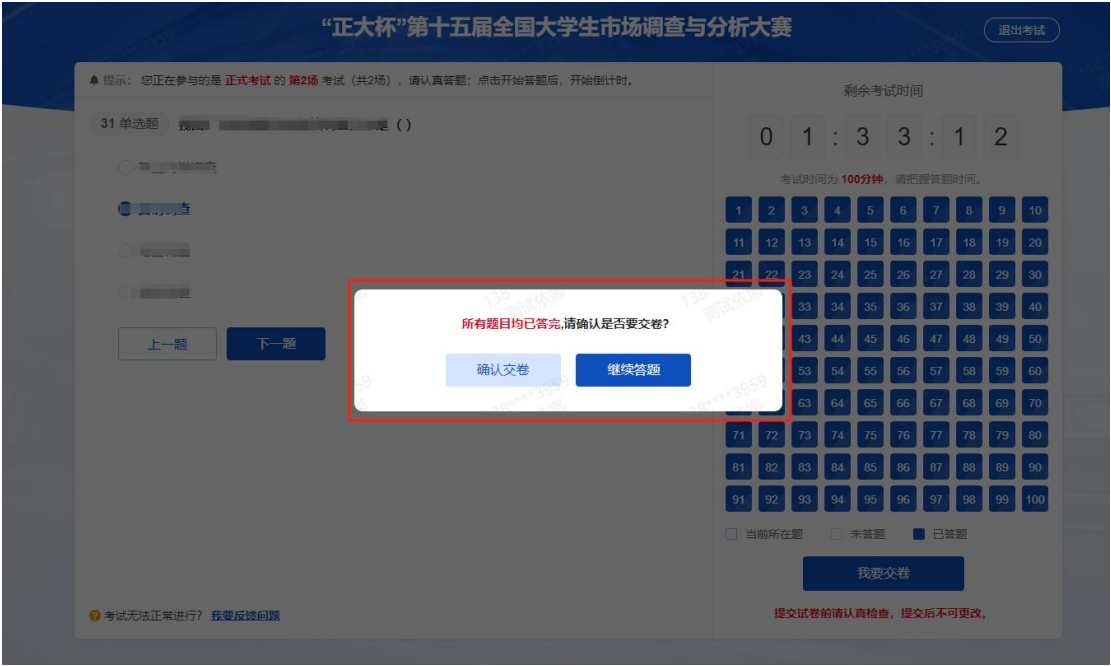 “正大杯”第十五届全国大学生市场调查与分析大赛
退出考试
提示： 您正在参与的是 正式考试 的 第2场 考试（共2场），请认真答题；点击开始答题后，开始倒计时。
31 单选题
是 ( )
查
上一题 下一题
剩余考试时间
0 1 : 3 3 : 1 2
考试时间为 100分钟，请把握答题时间。
1 2 3 4 5 6 7 8 9 10
11 12 13 14 15 16 17 18 19 20
21 22 23 24 25 26 27 28 29 30
33 34 35 36 37 38 39 40
43 44 45 46 47 48 49 50
53 54 55 56 57 58 59 60
63 64 65 66 67 68 69 70
71 72 73 74 75 76 77 78 79 80
81 82 83 84 85 86 87 88 89 90
91 92 93 94 95 96 97 98 99 100
所有题目均已答完,请确认是否要交卷?
确认交卷 继续答题
当前所在题 未答题 已答题
我要交卷
提交试卷前请认真检查，提交后不可更改。
考试无法正常进行？ 我要反馈问题